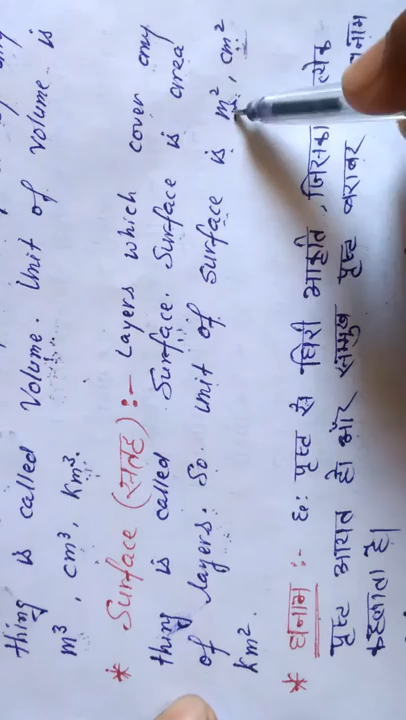 thing is called Volume. Unit of Volume is
m³, cm³, Km³.
* Surface (सतह) :- Layers which cover any
thing is called Surface. Surface is area
of layers. So unit of Surface is m², cm²
Km².
* घनाभ :- छः पृष्ट से घिरी आकृति, जिसका
पृष्ट आयत हो और सम्मुख पृष्ट बराबर
कहलाता है।